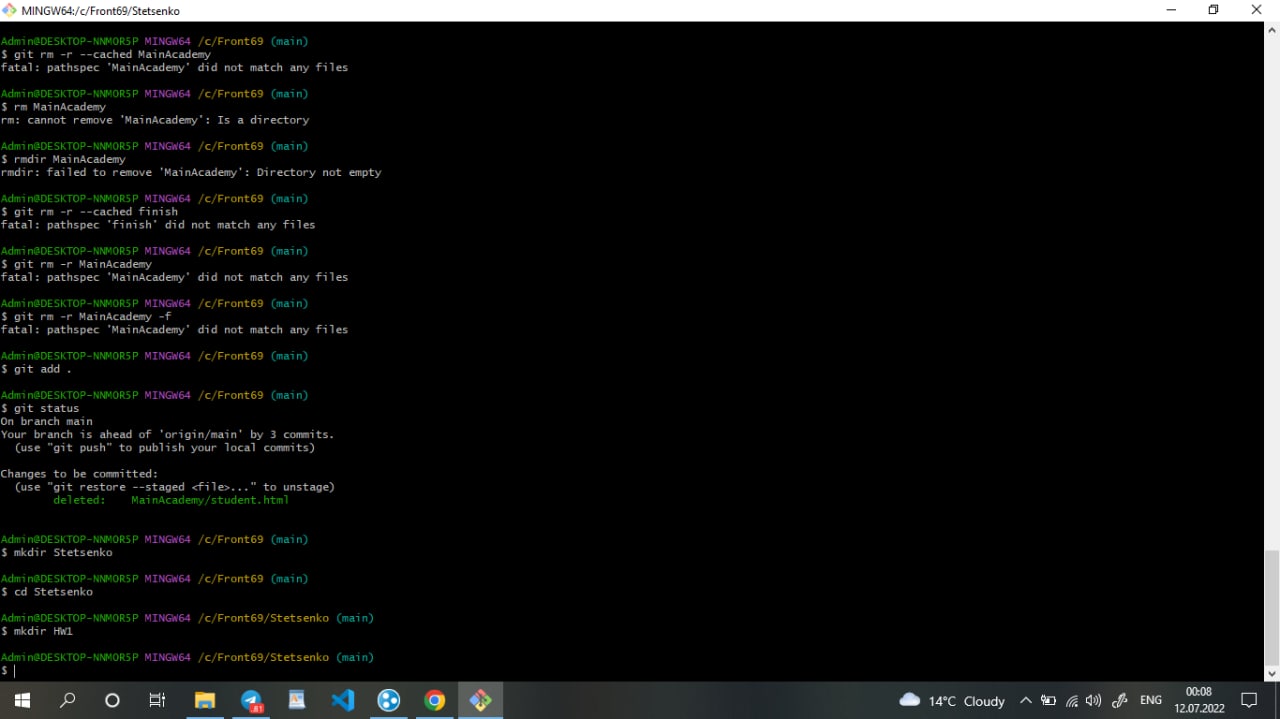 MINGW64:/c/Front69/Stetsenko
Admin@DESKTOP-NNMOR5P MINGW64 /c/Front69 (main)
$ git rm -r --cached MainAcademy
fatal: pathspec 'MainAcademy' did not match any files
Admin@DESKTOP-NNMOR5P MINGW64 /c/Front69 (main)
$ rm MainAcademy
rm: cannot remove 'MainAcademy': Is a directory
Admin@DESKTOP-NNMOR5P MINGW64 /c/Front69 (main)
$ rmdir MainAcademy
rmdir: failed to remove 'MainAcademy': Directory not empty
Admin@DESKTOP-NNMOR5P MINGW64 /c/Front69 (main)
$ git rm -r --cached finish
fatal: pathspec 'finish' did not match any files
Admin@DESKTOP-NNMOR5P MINGW64 /c/Front69 (main)
$ git rm -r MainAcademy
fatal: pathspec 'MainAcademy' did not match any files
Admin@DESKTOP-NNMOR5P MINGW64 /c/Front69 (main)
$ git rm -r MainAcademy -f
fatal: pathspec 'MainAcademy' did not match any files
Admin@DESKTOP-NNMOR5P MINGW64 /c/Front69 (main)
$ git add .
Admin@DESKTOP-NNMOR5P MINGW64 /c/Front69 (main)
$ git status
On branch main
Your branch is ahead of 'origin/main' by 3 commits.
(use "git push" to publish your local commits)
Changes to be committed:
(use "git restore --staged <file>..." to unstage)
deleted: MainAcademy/student.html
Admin@DESKTOP-NNMOR5P MINGW64 /c/Front69 (main)
$ mkdir Stetsenko
Admin@DESKTOP-NNMOR5P MINGW64 /c/Front69 (main)
$ cd Stetsenko
Admin@DESKTOP-NNMOR5P MINGW64 /c/Front69/Stetsenko (main)
$ mkdir HW1
Admin@DESKTOP-NNMOR5P MINGW64 /c/Front69/Stetsenko (main)
$
14°C Cloudy
ENG
00:08
12.07.2022